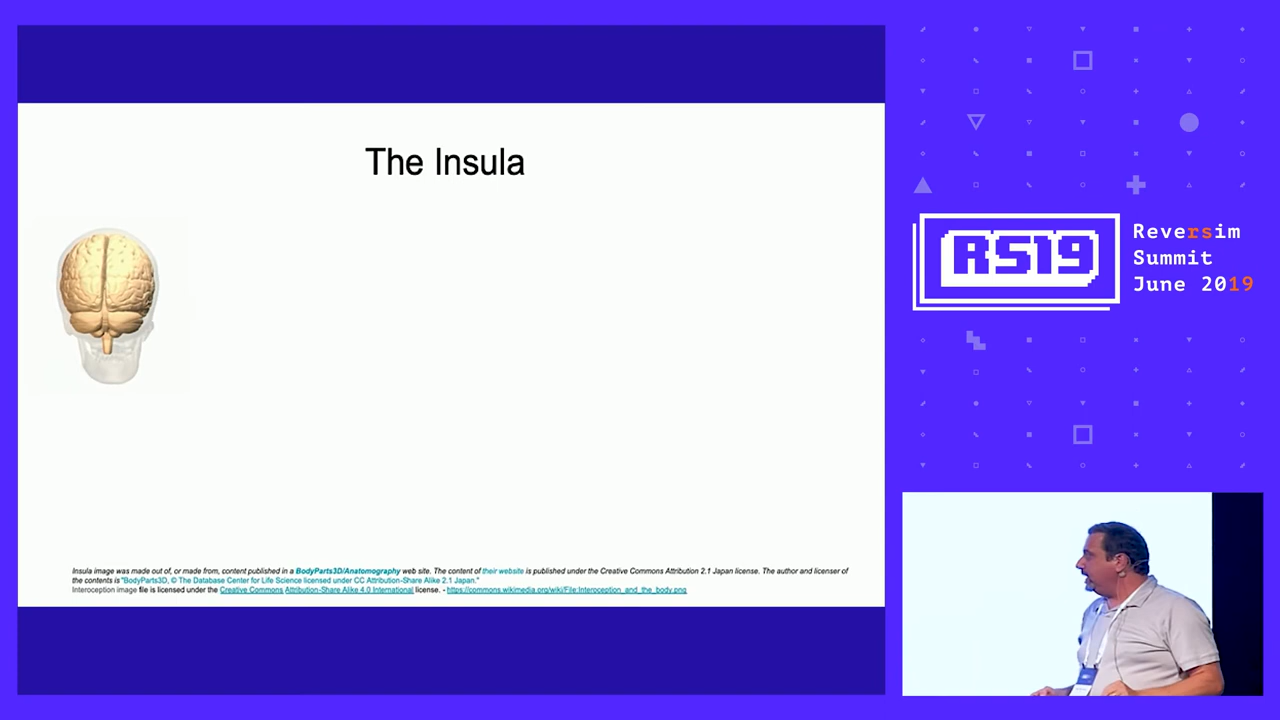 The Insula
Insula image was made out of, or made from, content published in a BodyParts3D/Anatomography web site. The content of their website is published under the Creative Commons Attribution 2.1 Japan license. The author and licenser of
the contents is "BodyParts3D, © The Database Center for Life Science licensed under CC Attribution-Share Alike 2.1 Japan."
Interoception image file is licensed under the Creative Commons Attribution-Share Alike 4.0 International license. - https://commons.wikimedia.org/wiki/File:Interoception_and_the_body.png
RS19
Reversim
Summit
June 2019